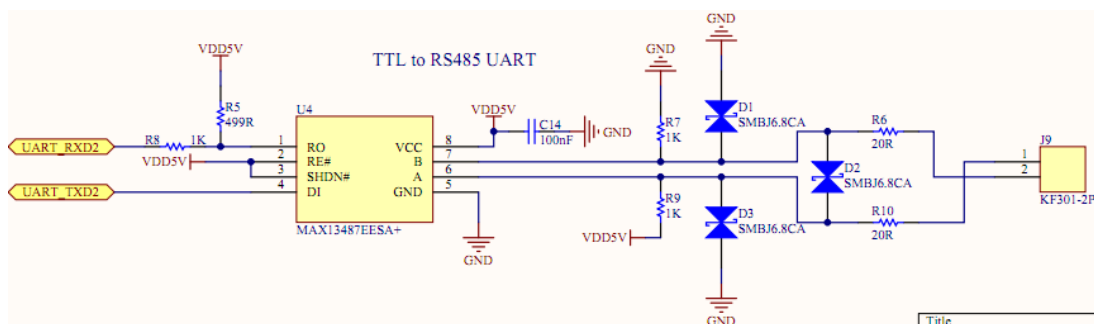 TTL to RS485 UART
VDD5V
R5
499R
R8
1K
UART_RXD2
VDD5V
UART_TXD2
U4
1
RO
2
RE#
3
SHDN#
4
DI
VCC
8
B
7
A
6
GND
5
MAX13487EESA+
VDD5V
C14
100nF
GND
GND
GND
R7
1K
GND
D1
SMBJ6.8CA
R9
1K
VDD5V
D3
SMBJ6.8CA
GND
D2
SMBJ6.8CA
R6
20R
R10
20R
J9
1
2
KF301-2P
Title